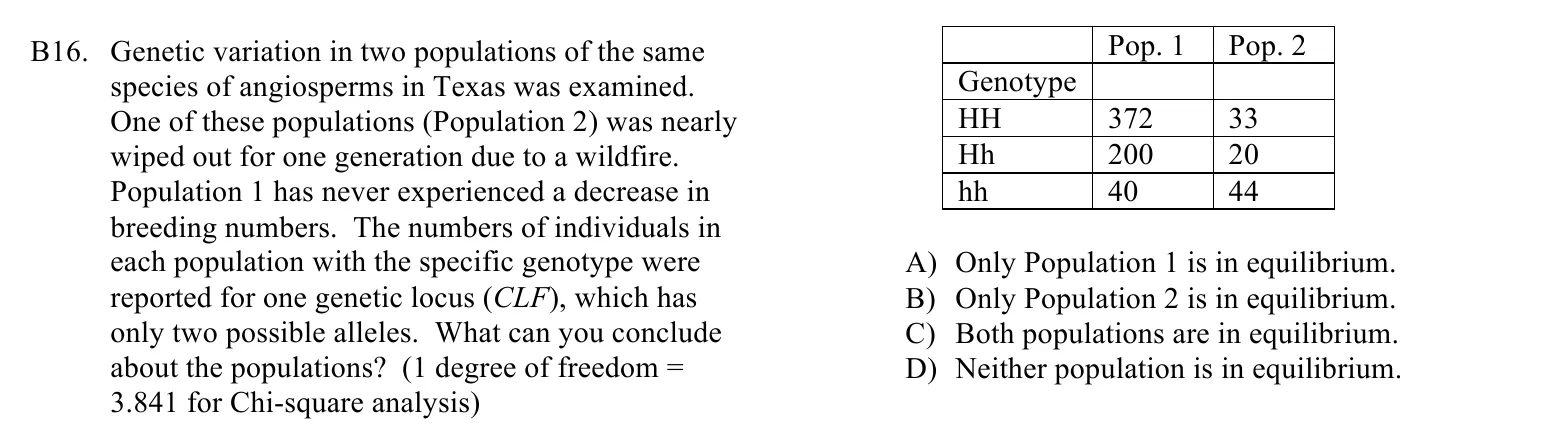 B16. Genetic variation in two populations of the same
species of angiosperms in Texas was examined.
One of these populations (Population 2) was nearly
wiped out for one generation due to a wildfire.
Population 1 has never experienced a decrease in
breeding numbers. The numbers of individuals in
each population with the specific genotype were
reported for one genetic locus (CLF), which has
only two possible alleles. What can you conclude
about the populations? (1 degree of freedom =
3.841 for Chi-square analysis)
Pop. 1 Pop. 2
Genotype
HH 372 33
Hh 200 20
hh 40 44
A) Only Population 1 is in equilibrium.
B) Only Population 2 is in equilibrium.
C) Both populations are in equilibrium.
D) Neither population is in equilibrium.